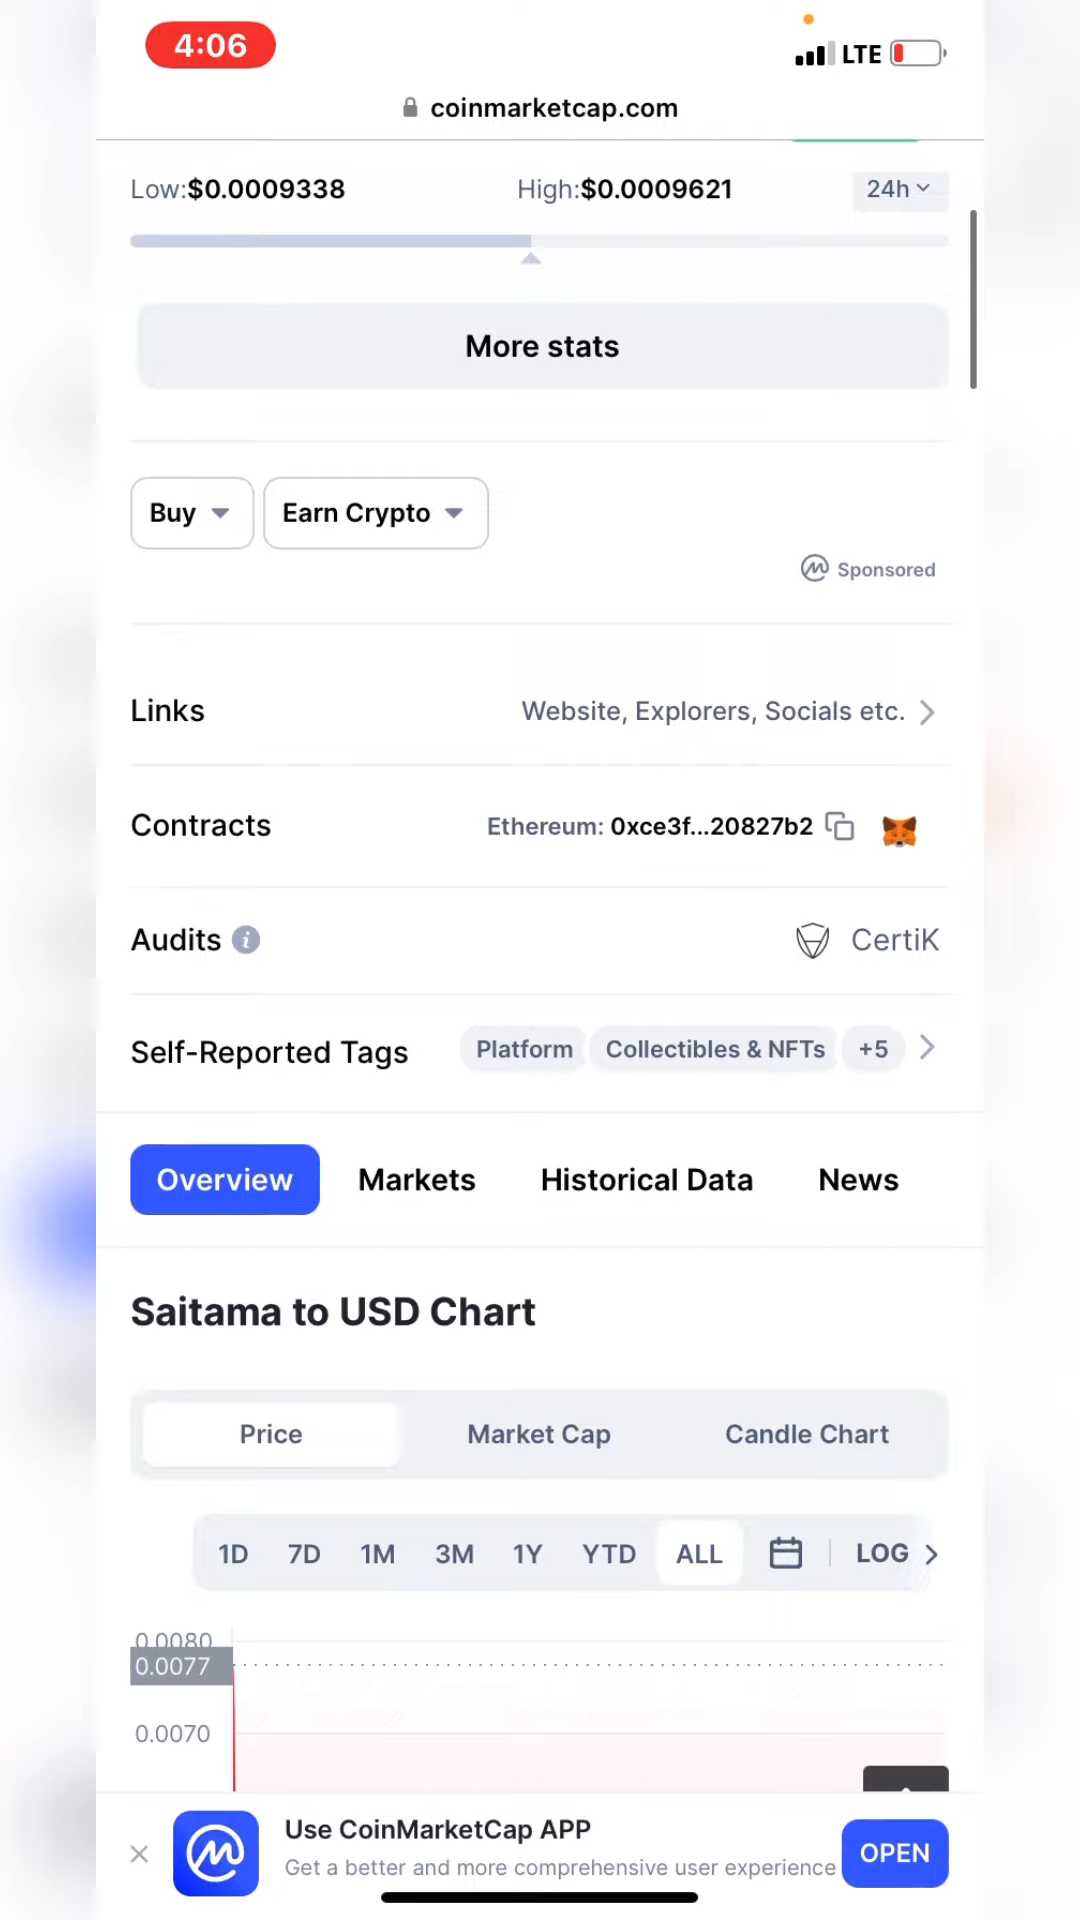 4:06
LTE
coinmarketcap.com
Low:$0.0009338 High:$0.0009621 24h
More stats
Buy Earn Crypto
Sponsored
Links Website, Explorers, Socials etc.
Contracts Ethereum: 0xce3f...20827b2
Audits CertiK
Self-Reported Tags Platform Collectibles & NFTs +5
Overview Markets Historical Data News
Saitama to USD Chart
Price Market Cap Candle Chart
1D 7D 1M 3M 1Y YTD ALL LOG
0.0080
0.0077
0.0070
Use CoinMarketCap APP
Get a better and more comprehensive user experience
OPEN